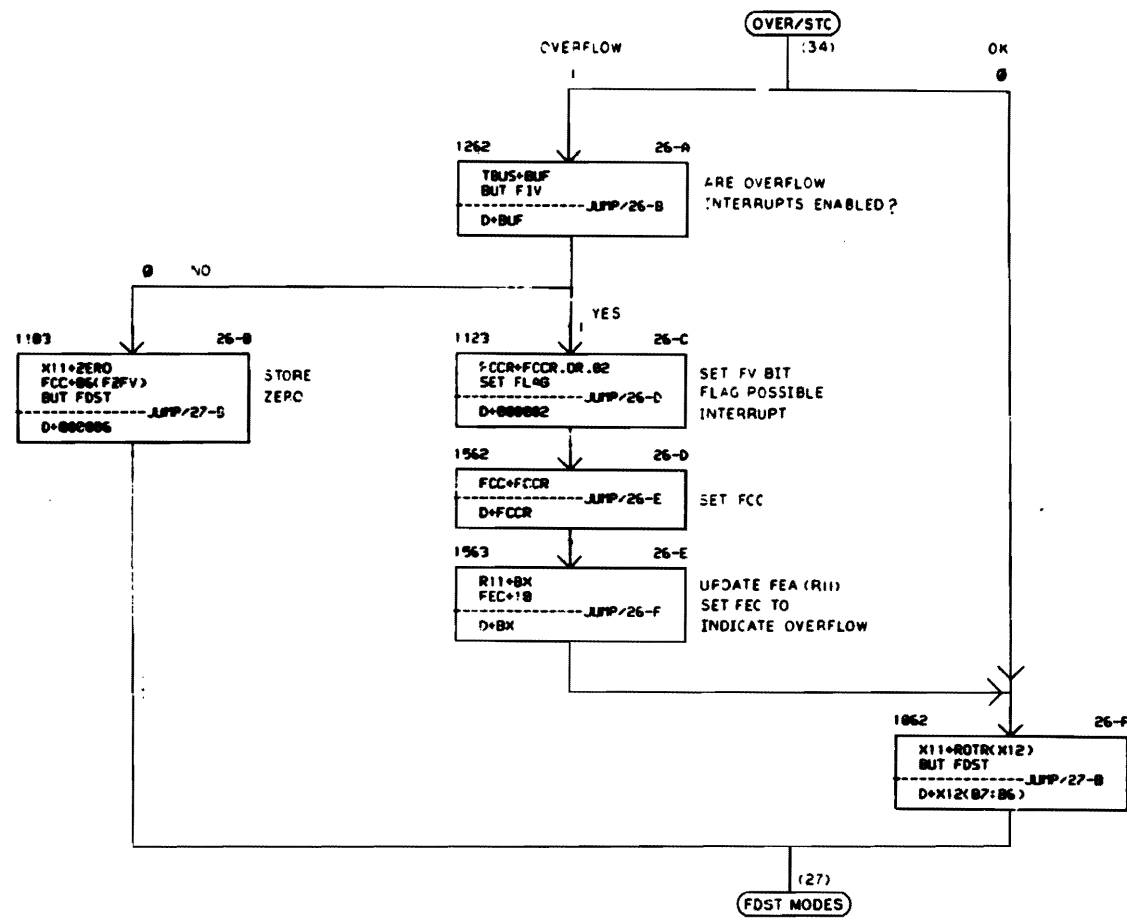 OVER/STC
(34)
OVERFLOW
1
OK
0
1262 26-A
TBUS←BUF
BUT FIV
JUMP/26-B
D←BUF
ARE OVERFLOW
INTERRUPTS ENABLED?
0 NO
YES
1
1103 26-B
X11←ZERO
FCC←06(FZFV)
BUT FDST
JUMP/27-B
D←000006
STORE
ZERO
1123 26-C
FCCR←FCCR.OR.02
SET FLAG
JUMP/26-D
D←000002
SET FV BIT
FLAG POSSIBLE
INTERRUPT
1562 26-D
FCC←FCCR
JUMP/26-E
D←FCCR
SET FCC
1563 26-E
R11←BX
FEC←10
JUMP/26-F
D←BX
UPDATE FEA (R11)
SET FEC TO
INDICATE OVERFLOW
1062 26-F
X11←ROTR(X12)
BUT FDST
JUMP/27-B
D←X12(B7:B6)
(27)
FDST MODES